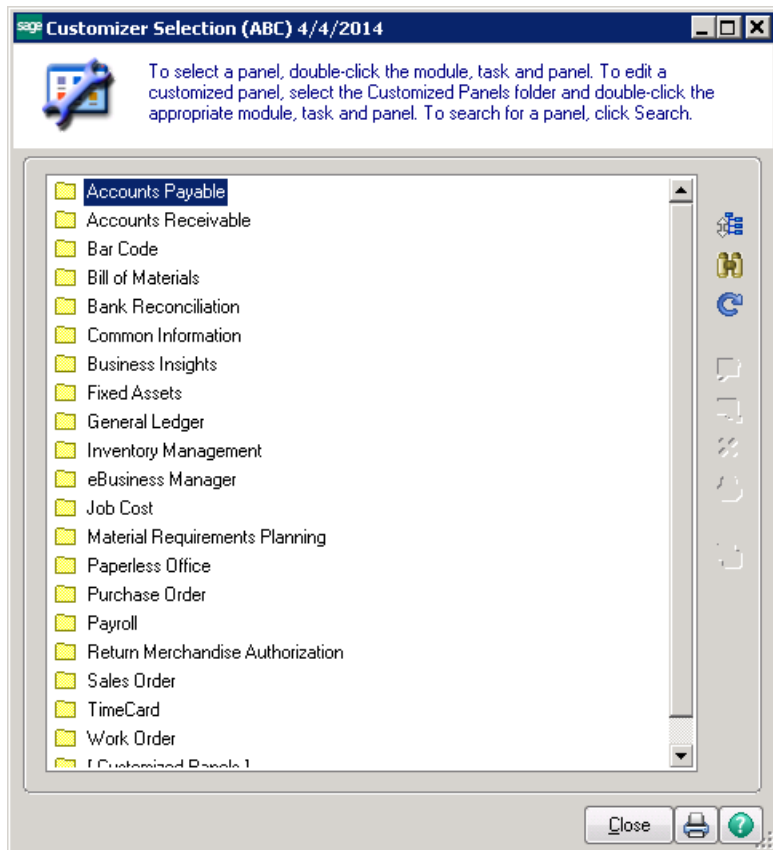 sage Customizer Selection (ABC) 4/4/2014
To select a panel, double-click the module, task and panel. To edit a
customized panel, select the Customized Panels folder and double-click the
appropriate module, task and panel. To search for a panel, click Search.
Accounts Payable
Accounts Receivable
Bar Code
Bill of Materials
Bank Reconciliation
Common Information
Business Insights
Fixed Assets
General Ledger
Inventory Management
eBusiness Manager
Job Cost
Material Requirements Planning
Paperless Office
Purchase Order
Payroll
Return Merchandise Authorization
Sales Order
TimeCard
Work Order
[ Customized Panels ]
Close